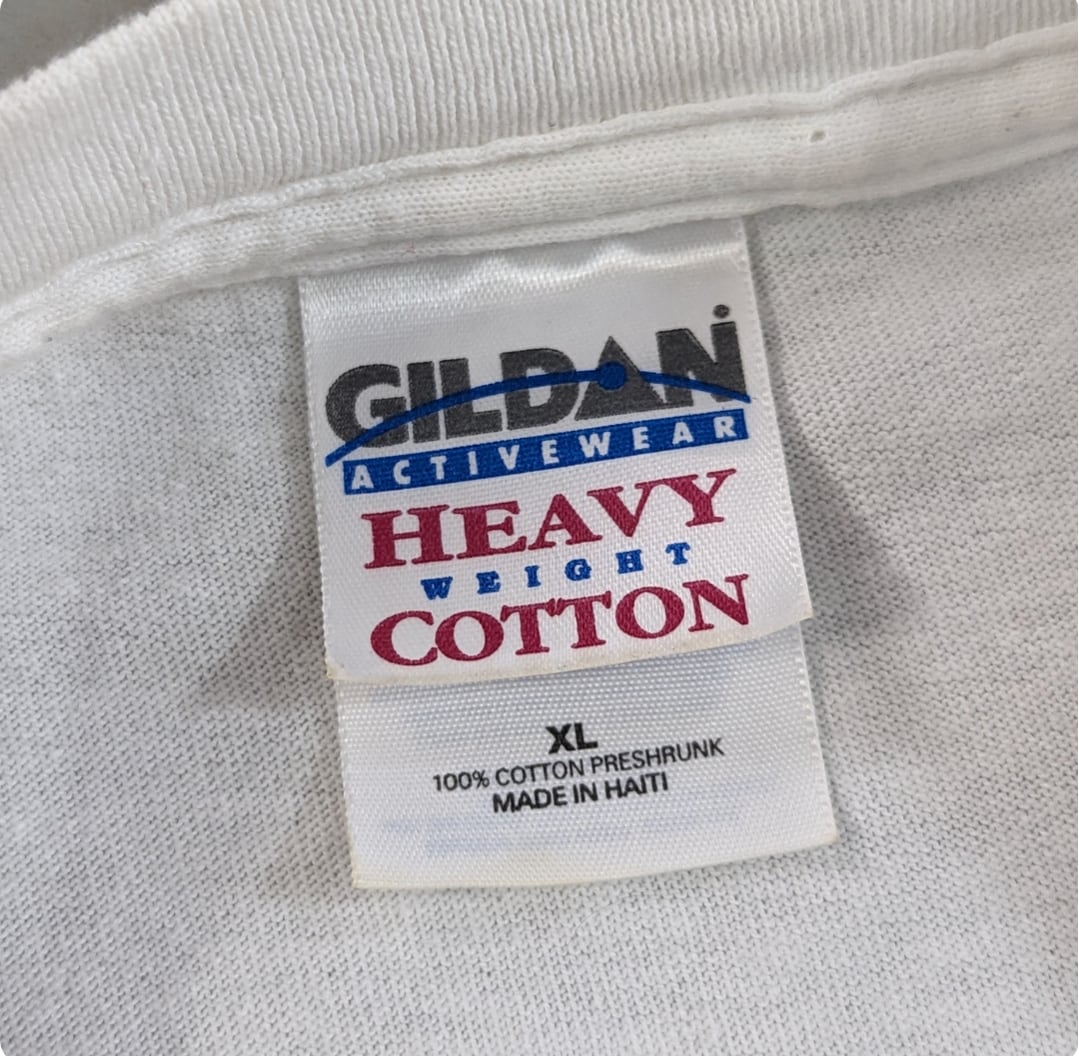 GILDAN
ACTIVEWEAR
HEAVY
WEIGHT
COTTON
XL
100% COTTON PRESHRUNK
MADE IN HAITI